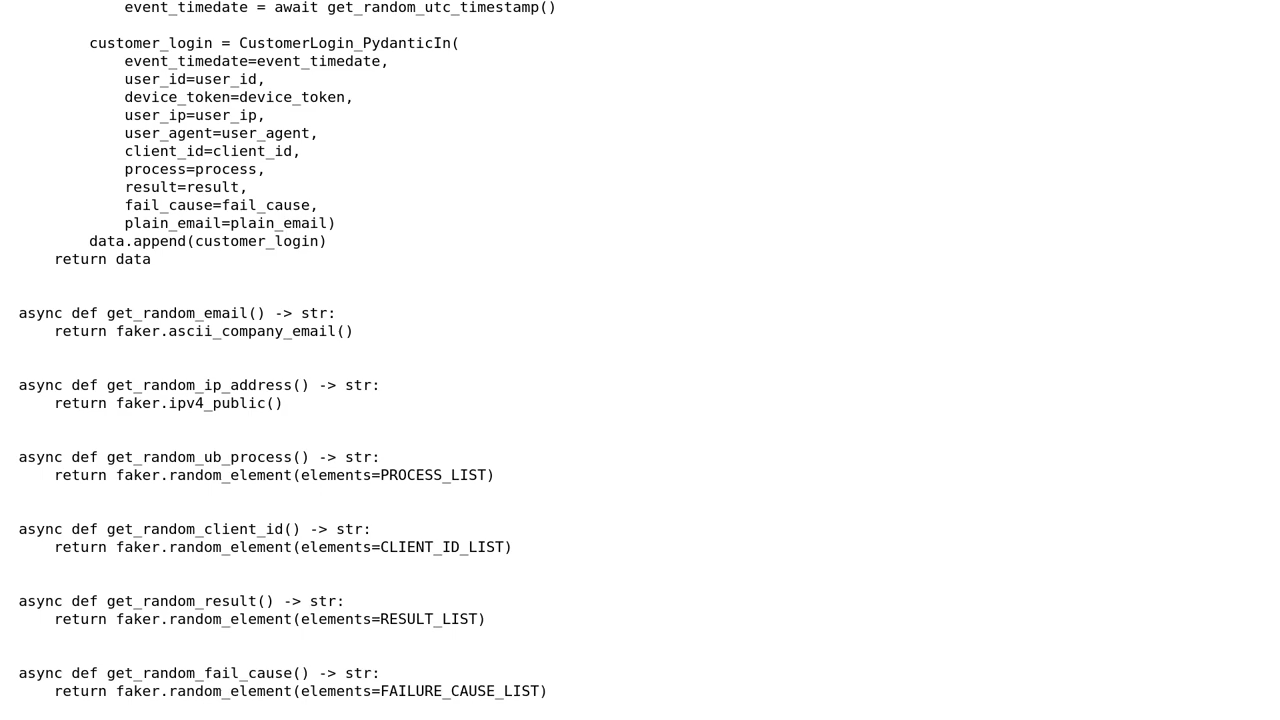 event_timedate = await get_random_utc_timestamp()

        customer_login = CustomerLogin_PydanticIn(
            event_timedate=event_timedate,
            user_id=user_id,
            device_token=device_token,
            user_ip=user_ip,
            user_agent=user_agent,
            client_id=client_id,
            process=process,
            result=result,
            fail_cause=fail_cause,
            plain_email=plain_email)
        data.append(customer_login)
    return data


async def get_random_email() -> str:
    return faker.ascii_company_email()


async def get_random_ip_address() -> str:
    return faker.ipv4_public()


async def get_random_ub_process() -> str:
    return faker.random_element(elements=PROCESS_LIST)


async def get_random_client_id() -> str:
    return faker.random_element(elements=CLIENT_ID_LIST)


async def get_random_result() -> str:
    return faker.random_element(elements=RESULT_LIST)


async def get_random_fail_cause() -> str:
    return faker.random_element(elements=FAILURE_CAUSE_LIST)